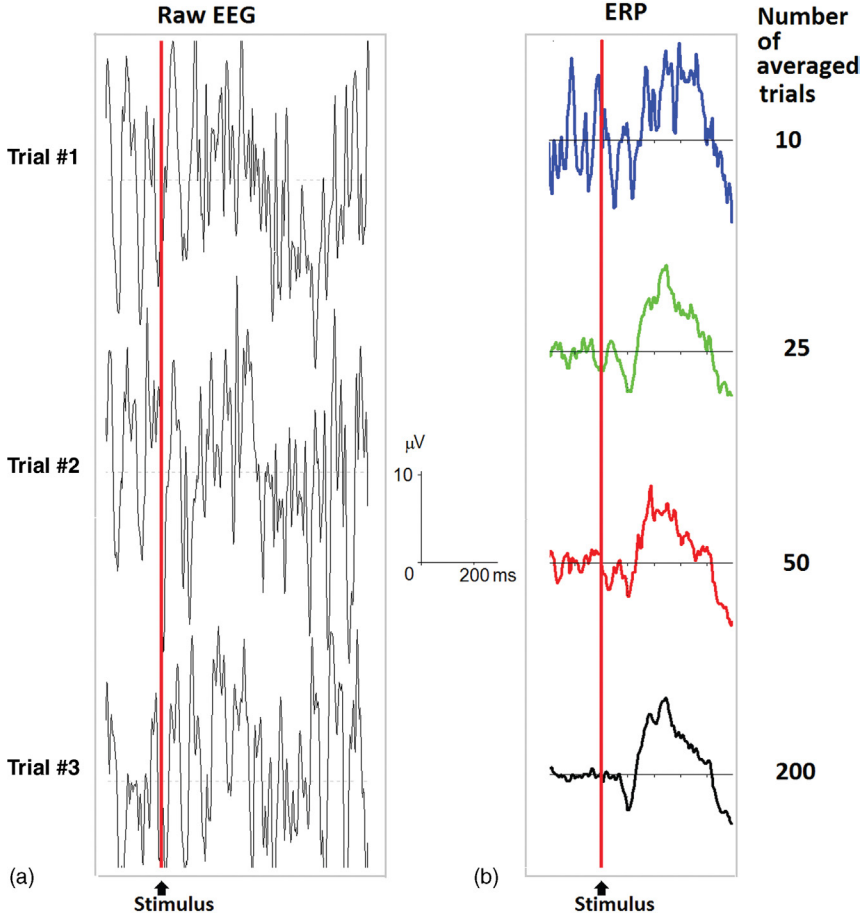 Raw EEG
ERP
Number
of
averaged
trials
Trial #1
10
25
Trial #2
µV
10
0
200 ms
50
Trial #3
200
(a)
Stimulus
(b)
Stimulus